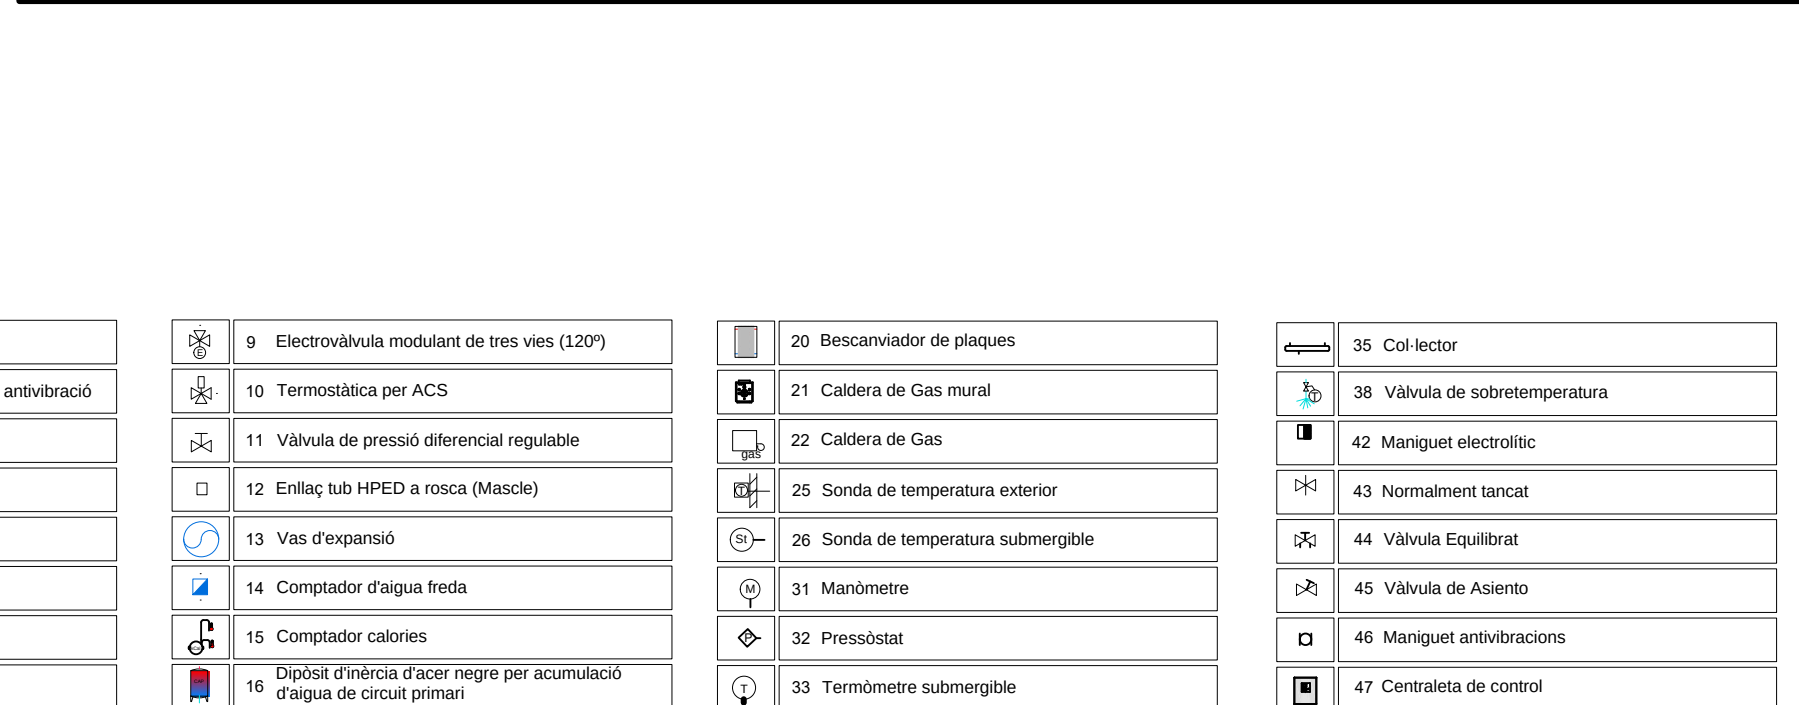 antivibració
E
9 Electrovàlvula modulant de tres vies (120º)
10 Termostàtica per ACS
11 Vàlvula de pressió diferencial regulable
12 Enllaç tub HPED a rosca (Mascle)
13 Vas d'expansió
14 Comptador d'aigua freda
15 Comptador calories
16 Dipòsit d'inèrcia d'acer negre per acumulació
d'aigua de circuit primari
20 Bescanviador de plaques
21 Caldera de Gas mural
gas
22 Caldera de Gas
T
25 Sonda de temperatura exterior
St
26 Sonda de temperatura submergible
M
31 Manòmetre
P
32 Pressòstat
T
33 Termòmetre submergible
35 Col·lector
T
38 Vàlvula de sobretemperatura
42 Maniguet electrolític
43 Normalment tancat
44 Vàlvula Equilibrat
45 Vàlvula de Asiento
46 Maniguet antivibracions
47 Centraleta de control